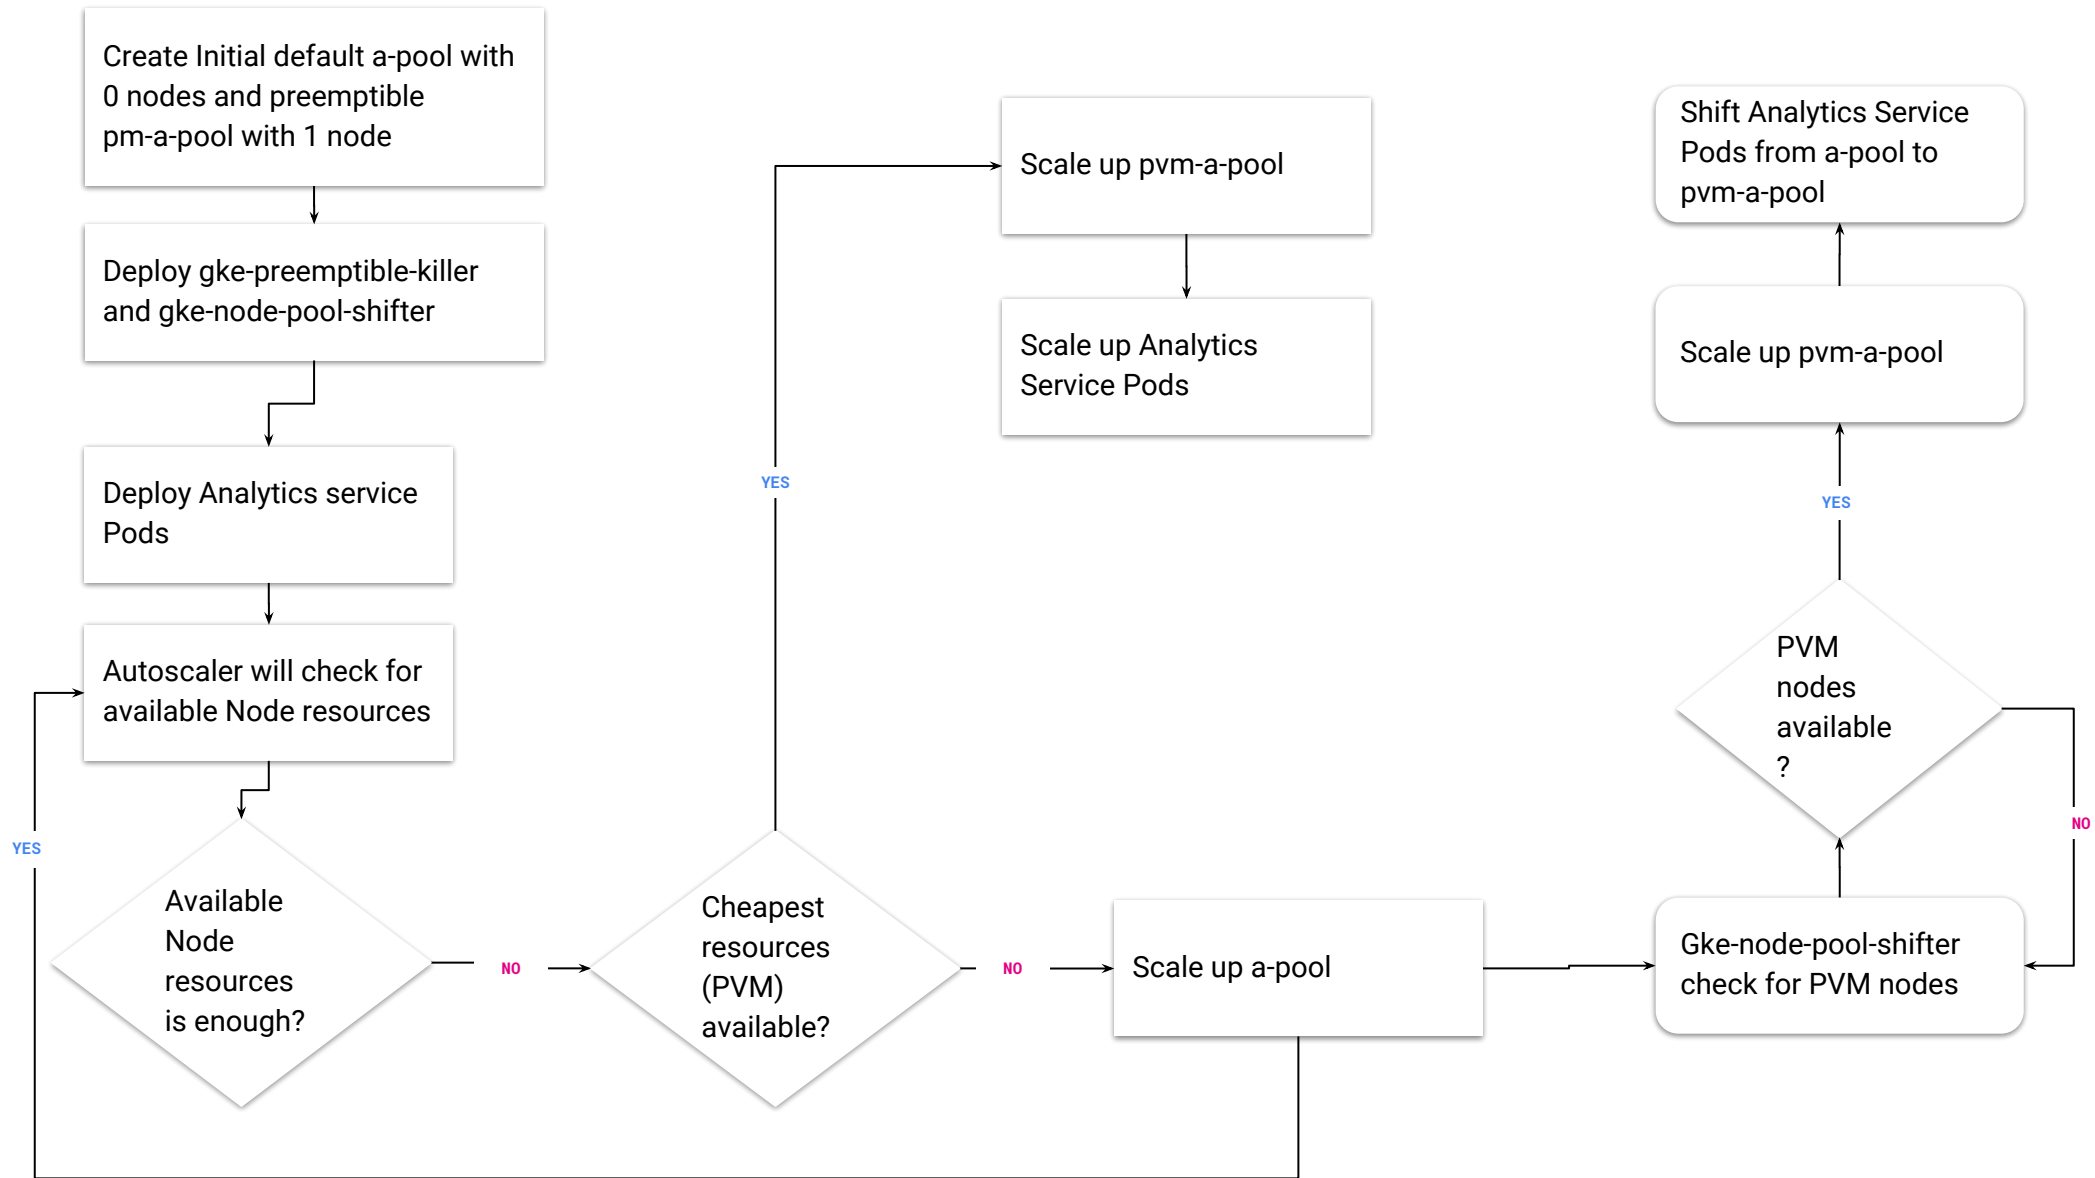 Create Initial default a-pool with
0 nodes and preemptible
pm-a-pool with 1 node
Deploy gke-preemptible-killer
and gke-node-pool-shifter
Deploy Analytics service
Pods
Autoscaler will check for
available Node resources
YES
Available
Node
resources
is enough?
NO
Cheapest
resources
(PVM)
available?
YES
Scale up pvm-a-pool
Scale up Analytics
Service Pods
NO
Scale up a-pool
Gke-node-pool-shifter
check for PVM nodes
PVM
nodes
available
?
NO
YES
Scale up pvm-a-pool
Shift Analytics Service
Pods from a-pool to
pvm-a-pool